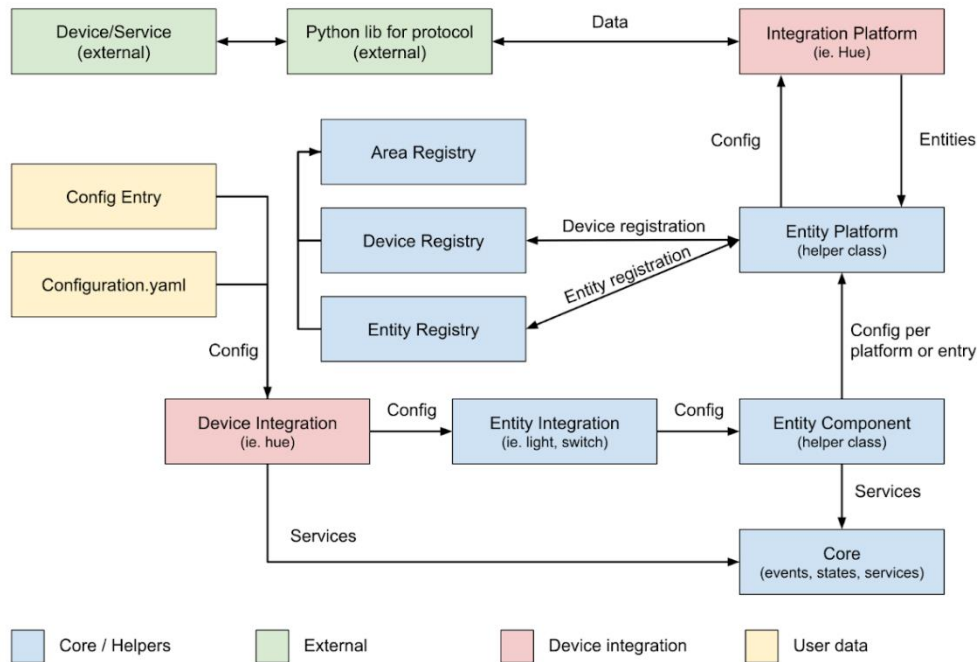 Device/Service
(external)
Python lib for protocol
(external)
Data
Integration Platform
(ie. Hue)
Config
Entities
Area Registry
Config Entry
Device Registry
Device registration
Entity Platform
(helper class)
Configuration.yaml
Entity registration
Entity Registry
Config
Config per
platform or entry
Device Integration
(ie. hue)
Config
Entity Integration
(ie. light, switch)
Config
Entity Component
(helper class)
Services
Services
Core
(events, states, services)
Core / Helpers
External
Device integration
User data